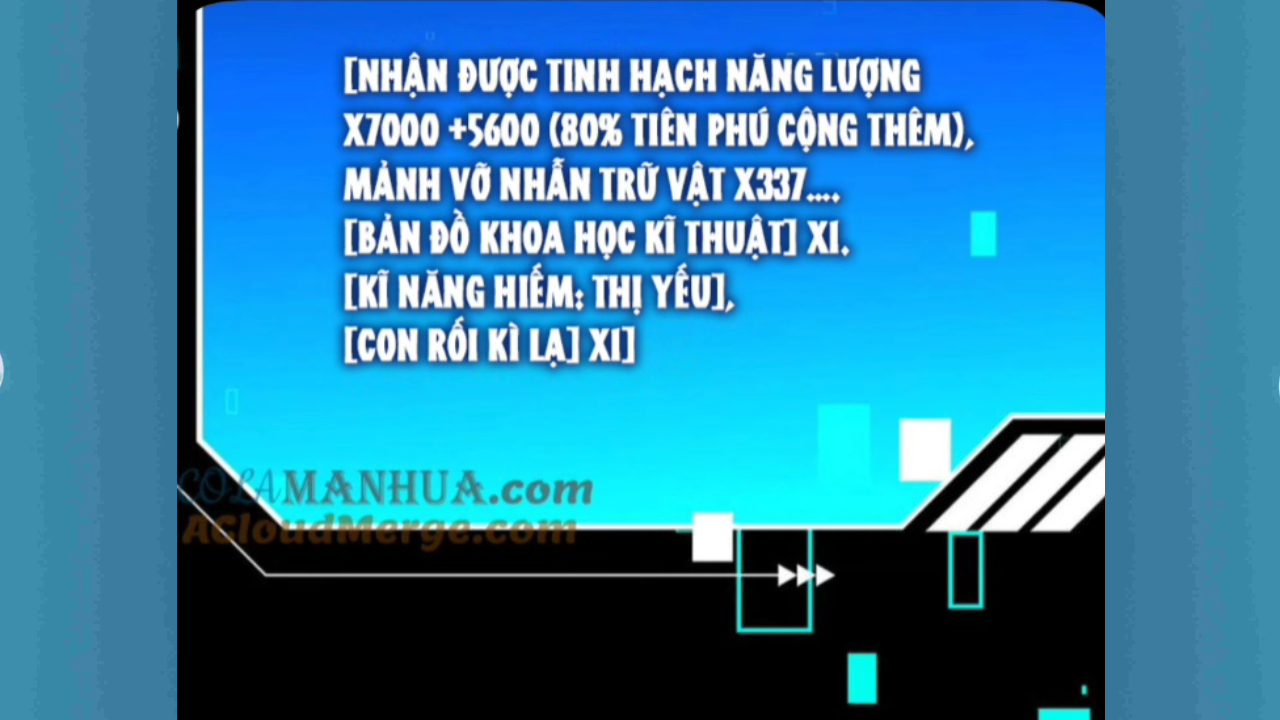 [NHẬN ĐƯỢC TINH HẠCH NĂNG LƯỢNG
X7000 +5600 (80% TIÊN PHÚ CỘNG THÊM),
MẢNH VỠ NHẪN TRỮ VẬT X337....
[BẢN ĐỒ KHOA HỌC KĨ THUẬT] X1.
[KĨ NĂNG HIẾM: THỊ YẾU],
[CON RỐI KÌ LẠ] X1]
COLAMANHUA.com
ACloudMerge.com